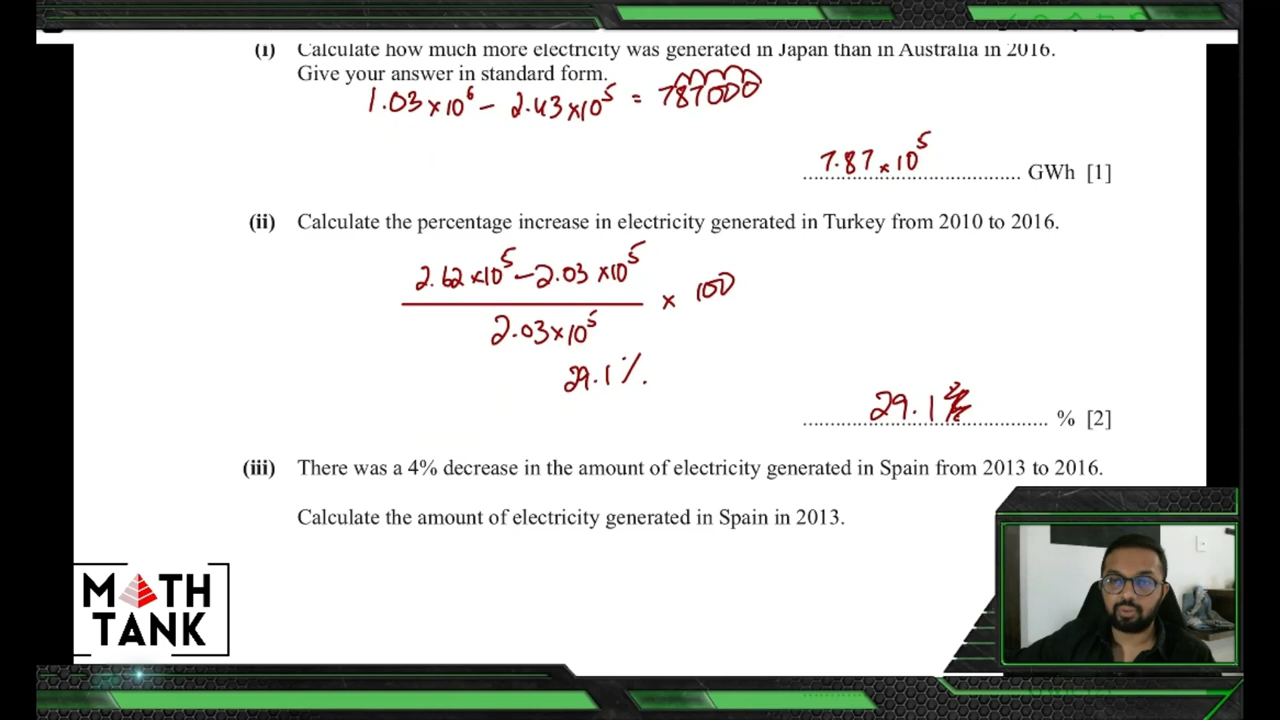 (i) Calculate how much more electricity was generated in Japan than in Australia in 2016.
Give your answer in standard form.
1.03×10⁶ – 2.43×10⁵ = 787000
7.87×10⁵
GWh [1]
(ii) Calculate the percentage increase in electricity generated in Turkey from 2010 to 2016.
2.62×10⁵ – 2.03×10⁵
× 100
2.03×10⁵
29.1%.
29.1
% [2]
(iii) There was a 4% decrease in the amount of electricity generated in Spain from 2013 to 2016.
Calculate the amount of electricity generated in Spain in 2013.
MATH
TANK